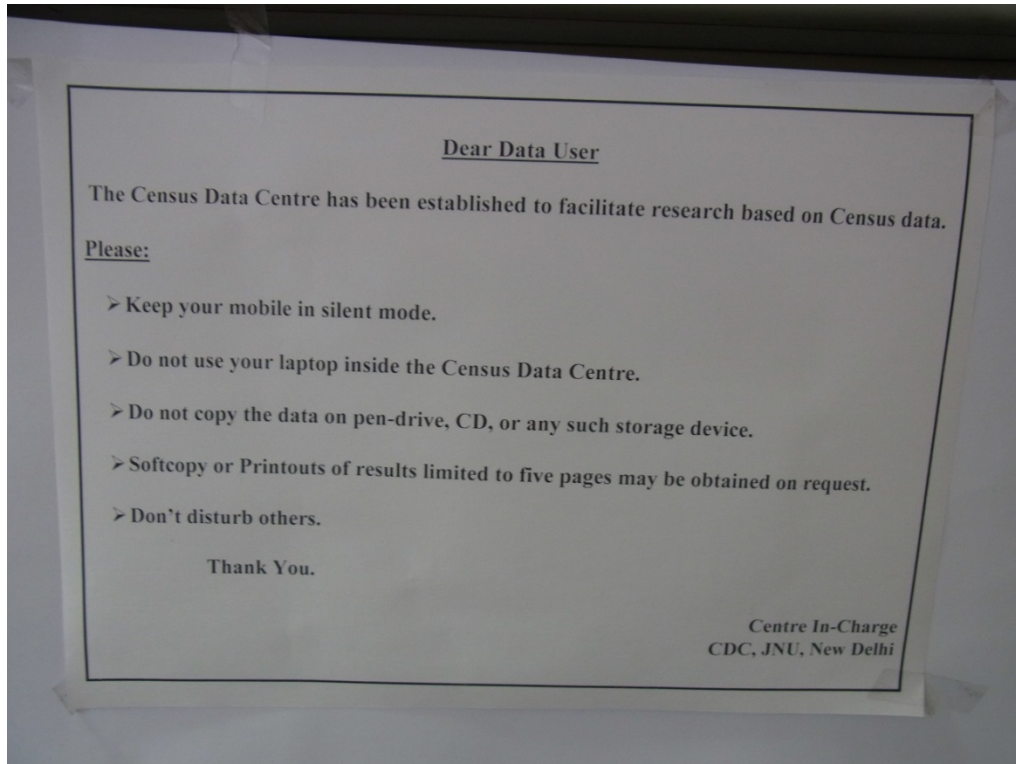 Dear Data User
The Census Data Centre has been established to facilitate research based on Census data.
Please:
➢ Keep your mobile in silent mode.
➢ Do not use your laptop inside the Census Data Centre.
➢ Do not copy the data on pen-drive, CD, or any such storage device.
➢ Softcopy or Printouts of results limited to five pages may be obtained on request.
➢ Don't disturb others.
Thank You.
Centre In-Charge
CDC, JNU, New Delhi